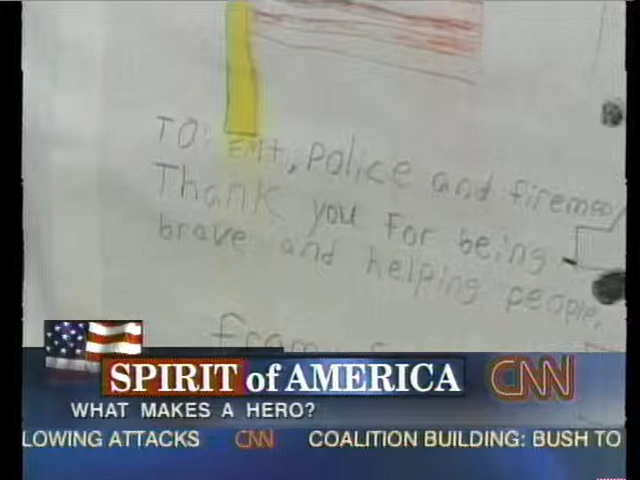 TO: EMT, police and firemen
Thank you for being
brave and helping people.
from
SPIRIT of AMERICA CNN
WHAT MAKES A HERO?
LOWING ATTACKS CNN COALITION BUILDING: BUSH TO